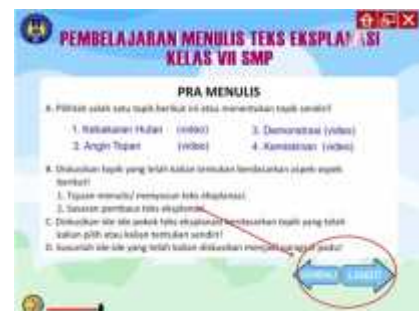 PEMBELAJARAN MENULIS TEKS EKSPLANASI
KELAS VII SMP
PRA MENULIS
A. Pilihlah salah satu topik berikut ini atau menentukan topik sendiri!
1. Kebakaran Hutan (video) 3. Demonstrasi (video)
2. Angin Topan (video) 4. Kemiskinan (video)
B. Diskusikan topik yang telah kalian tentukan berdasarkan aspek-aspek
berikut!
1. Tujuan menulis/ menyusun teks eksplanasi.
2. Sasaran pembaca teks eksplanasi.
C. Diskusikan ide-ide pokok teks eksplanasi berdasarkan topik yang telah
kalian pilih atau kalian tentukan sendiri!
D. Susunlah ide-ide yang telah kalian diskusikan menjadi paragraf padu!
LANJUT